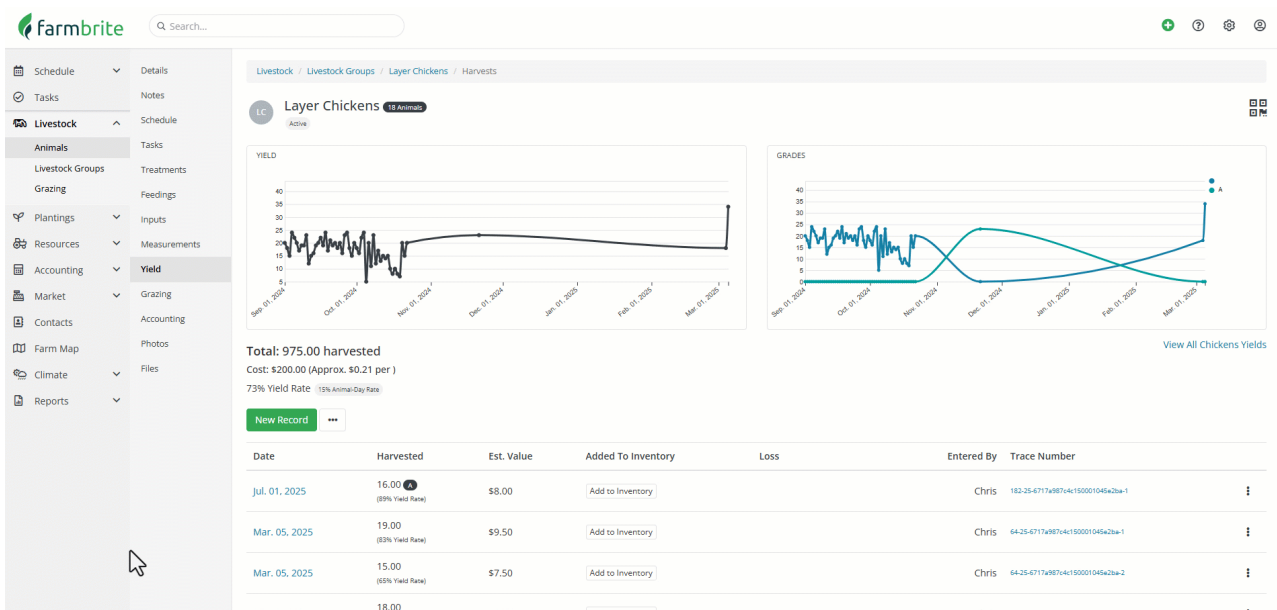 farmbrite
Search...
Schedule
Tasks
Livestock
Animals
Livestock Groups
Grazing
Plantings
Resources
Accounting
Market
Contacts
Farm Map
Climate
Reports
Details
Notes
Schedule
Tasks
Treatments
Feedings
Inputs
Measurements
Yield
Grazing
Accounting
Photos
Files
Livestock / Livestock Groups / Layer Chickens / Harvests
LC
Layer Chickens 18 Animals
Active
YIELD
40
35
30
25
20
15
10
5
Sep. 01, 2024
Oct. 01, 2024
Nov. 01, 2024
Dec. 01, 2024
Jan. 01, 2025
Feb. 01, 2025
Mar. 01, 2025
GRADES
A
40
35
30
25
20
15
10
5
0
Sep. 01, 2024
Oct. 01, 2024
Nov. 01, 2024
Dec. 01, 2024
Jan. 01, 2025
Feb. 01, 2025
Mar. 01, 2025
Total: 975.00 harvested
View All Chickens Yields
Cost: $200.00 (Approx. $0.21 per )
73% Yield Rate 15% Animal-Day Rate
New Record
Date Harvested Est. Value Added To Inventory Loss Entered By Trace Number
Jul. 01, 2025 16.00 A $8.00 Add to Inventory Chris 182-25-6717a987c4c150001045e2ba-1
(89% Yield Rate)
Mar. 05, 2025 19.00 $9.50 Add to Inventory Chris 64-25-6717a987c4c150001045e2ba-1
(83% Yield Rate)
Mar. 05, 2025 15.00 $7.50 Add to Inventory Chris 64-25-6717a987c4c150001045e2ba-2
(65% Yield Rate)
18.00